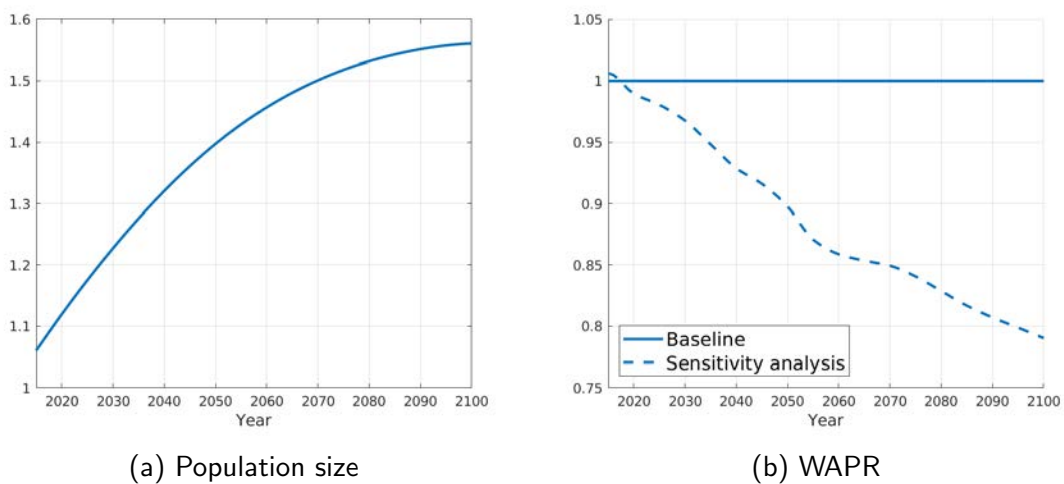 1.6
1.5
1.4
1.3
1.2
1.1
1
2020 2030 2040 2050 2060 2070 2080 2090 2100
Year
(a) Population size
1.05
1
0.95
0.9
0.85
0.8
0.75
Baseline
Sensitivity analysis
2020 2030 2040 2050 2060 2070 2080 2090 2100
Year
(b) WAPR